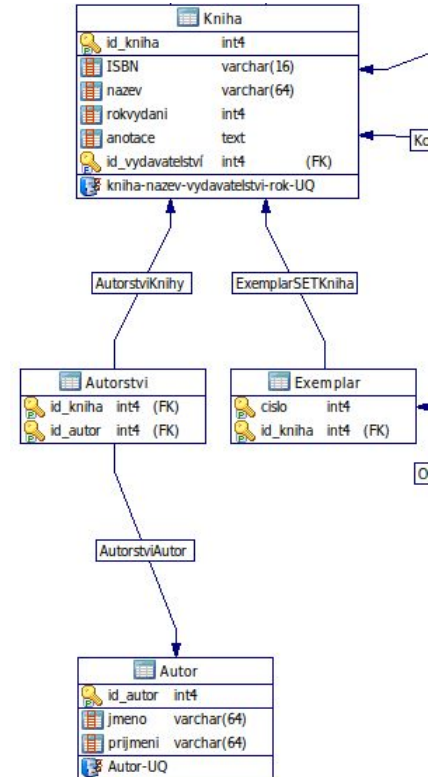 Kniha
id_kniha int4
ISBN varchar(16)
nazev varchar(64)
rokvydani int4
anotace text
id_vydavatelství int4 (FK)
kniha-nazev-vydavatelstvi-rok-UQ
Ko
AutorstviKnihy ExemplarSETKniha
Autorstvi
id_kniha int4 (FK)
id_autor int4 (FK)
Exemplar
cislo int4
id_kniha int4 (FK)
O
AutorstviAutor
Autor
id_autor int4
jmeno varchar(64)
prijmeni varchar(64)
Autor-UQ